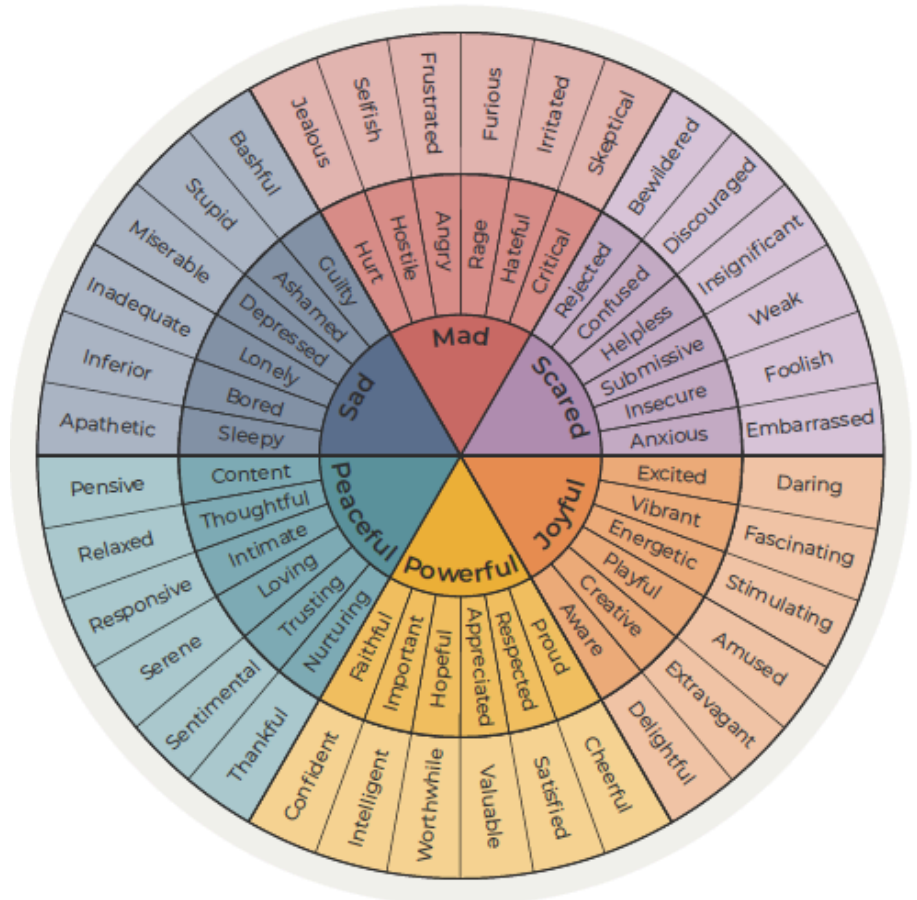 Mad
Scared
Joyful
Powerful
Peaceful
Sad
Hurt
Hostile
Angry
Rage
Hateful
Critical
Rejected
Confused
Helpless
Submissive
Insecure
Anxious
Excited
Vibrant
Energetic
Playful
Creative
Aware
Proud
Respected
Appreciated
Hopeful
Important
Faithful
Nurturing
Trusting
Loving
Intimate
Thoughtful
Content
Sleepy
Bored
Lonely
Depressed
Ashamed
Guilty
Jealous
Selfish
Frustrated
Furious
Irritated
Skeptical
Bewildered
Discouraged
Insignificant
Weak
Foolish
Embarrassed
Daring
Fascinating
Stimulating
Amused
Extravagant
Delightful
Cheerful
Satisfied
Valuable
Worthwhile
Intelligent
Confident
Thankful
Sentimental
Serene
Responsive
Relaxed
Pensive
Apathetic
Inferior
Inadequate
Miserable
Stupid
Bashful